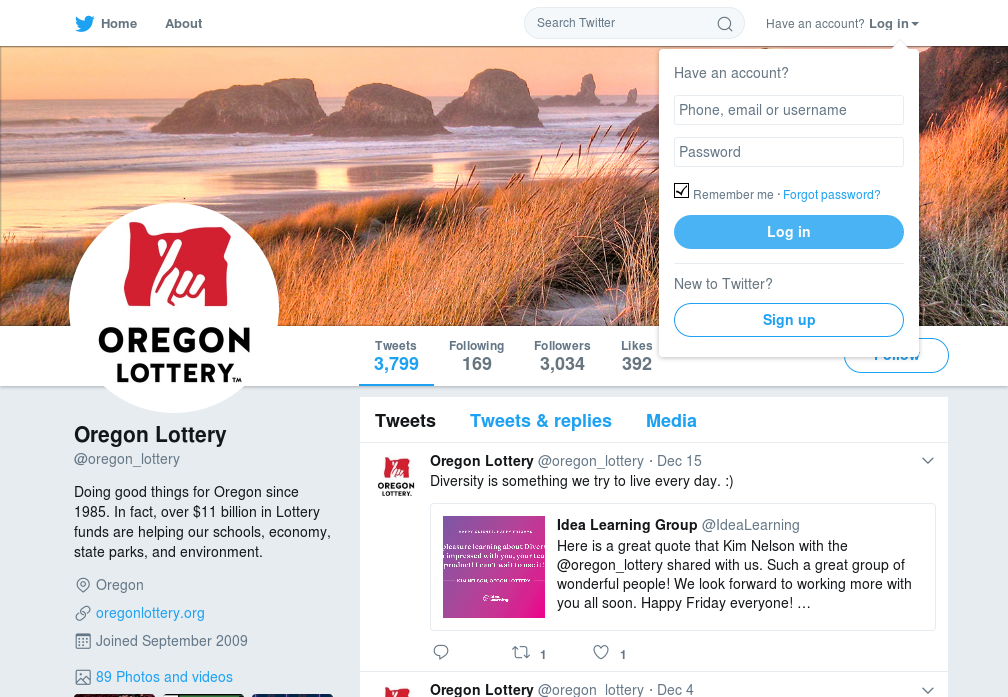 Home
About
Search Twitter
Have an account? Log in
Have an account?
Phone, email or username
Password
Remember me · Forgot password?
Log in
New to Twitter?
Sign up
OREGON
LOTTERY™
Tweets
3,799
Following
169
Followers
3,034
Likes
392
Follow
Oregon Lottery
@oregon_lottery
Doing good things for Oregon since
1985. In fact, over $11 billion in Lottery
funds are helping our schools, economy,
state parks, and environment.
Oregon
oregonlottery.org
Joined September 2009
89 Photos and videos
Tweets
Tweets & replies
Media
OREGON
LOTTERY.
Oregon Lottery @oregon_lottery · Dec 15
Diversity is something we try to live every day. :)
pleasure learning about Divers
impressed with you, your tea
product! I can't wait to use it!
KIM NELSON, OREGON LOTTERY
idea
learning
Idea Learning Group @IdeaLearning
Here is a great quote that Kim Nelson with the
@oregon_lottery shared with us. Such a great group of
wonderful people! We look forward to working more with
you all soon. Happy Friday everyone! …
1
1
Oregon Lottery @oregon_lottery · Dec 4